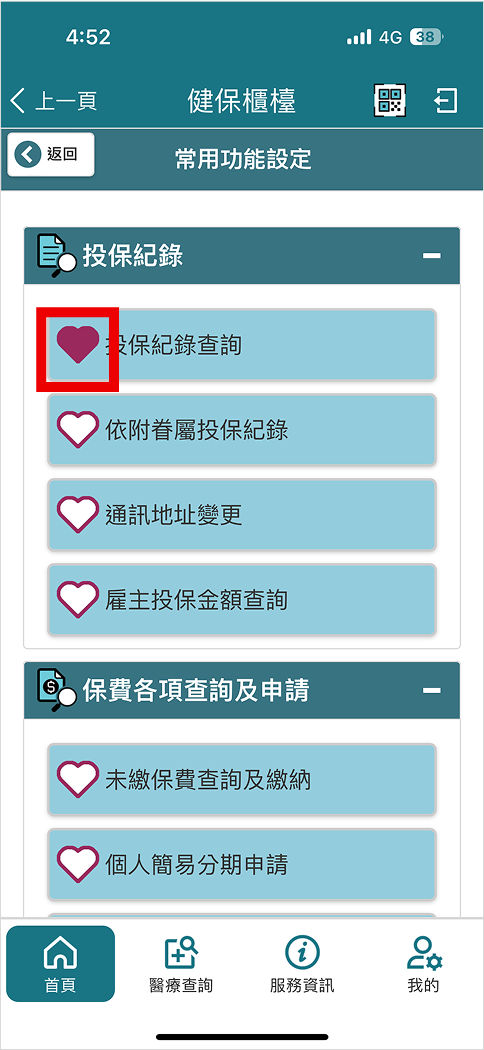 4:52
4G 38
上一頁
健保櫃檯
返回
常用功能設定
投保紀錄
投保紀錄查詢
依附眷屬投保紀錄
通訊地址變更
雇主投保金額查詢
保費各項查詢及申請
未繳保費查詢及繳納
個人簡易分期申請
首頁
醫療查詢
服務資訊
我的